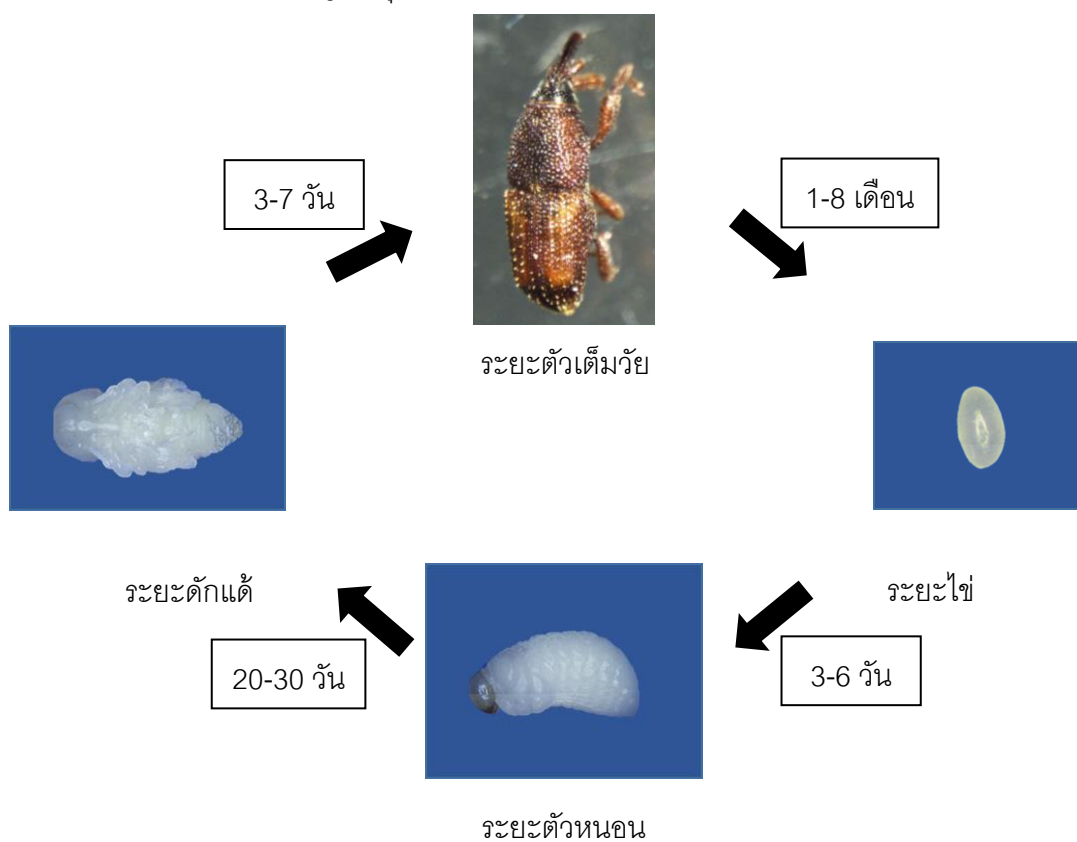 3-7 วัน
1-8 เดือน
ระยะตัวเต็มวัย
ระยะดักแด้
ระยะไข่
20-30 วัน
3-6 วัน
ระยะตัวหนอน